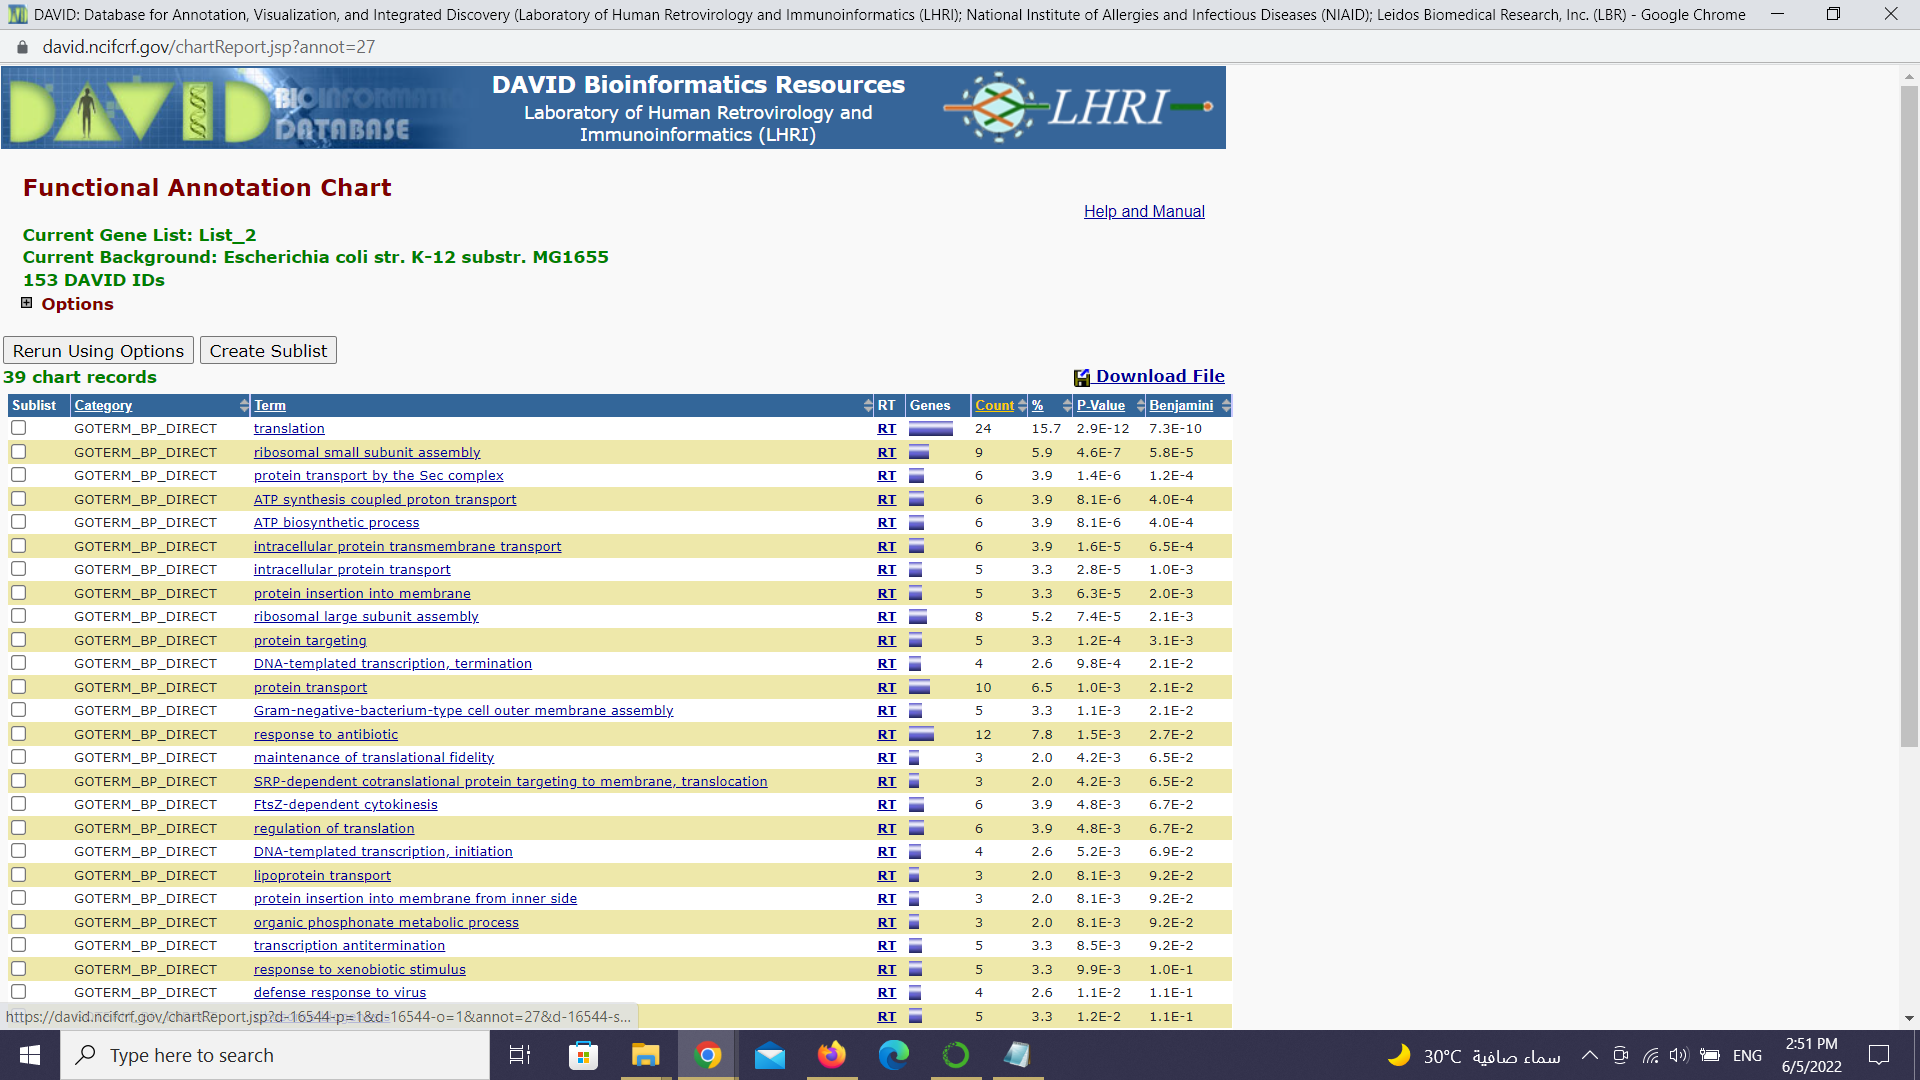 DAVID: Database for Annotation, Visualization, and Integrated Discovery (Laboratory of Human Retrovirology and Immunoinformatics (LHRI); National Institute of Allergies and Infectious Diseases (NIAID); Leidos Biomedical Research, Inc. (LBR) - Google Chrome
david.ncifcrf.gov/chartReport.jsp?annot=27
DAVID BIOINFORMATICS DATABASE
DAVID Bioinformatics Resources
Laboratory of Human Retrovirology and
Immunoinformatics (LHRI)
LHRI
Functional Annotation Chart
Help and Manual
Current Gene List: List_2
Current Background: Escherichia coli str. K-12 substr. MG1655
153 DAVID IDs
Options
Rerun Using Options Create Sublist
39 chart records Download File
Sublist Category Term RT Genes Count % P-Value Benjamini
GOTERM_BP_DIRECT translation RT 24 15.7 2.9E-12 7.3E-10
GOTERM_BP_DIRECT ribosomal small subunit assembly RT 9 5.9 4.6E-7 5.8E-5
GOTERM_BP_DIRECT protein transport by the Sec complex RT 6 3.9 1.4E-6 1.2E-4
GOTERM_BP_DIRECT ATP synthesis coupled proton transport RT 6 3.9 8.1E-6 4.0E-4
GOTERM_BP_DIRECT ATP biosynthetic process RT 6 3.9 8.1E-6 4.0E-4
GOTERM_BP_DIRECT intracellular protein transmembrane transport RT 6 3.9 1.6E-5 6.5E-4
GOTERM_BP_DIRECT intracellular protein transport RT 5 3.3 2.8E-5 1.0E-3
GOTERM_BP_DIRECT protein insertion into membrane RT 5 3.3 6.3E-5 2.0E-3
GOTERM_BP_DIRECT ribosomal large subunit assembly RT 8 5.2 7.4E-5 2.1E-3
GOTERM_BP_DIRECT protein targeting RT 5 3.3 1.2E-4 3.1E-3
GOTERM_BP_DIRECT DNA-templated transcription, termination RT 4 2.6 9.8E-4 2.1E-2
GOTERM_BP_DIRECT protein transport RT 10 6.5 1.0E-3 2.1E-2
GOTERM_BP_DIRECT Gram-negative-bacterium-type cell outer membrane assembly RT 5 3.3 1.1E-3 2.1E-2
GOTERM_BP_DIRECT response to antibiotic RT 12 7.8 1.5E-3 2.7E-2
GOTERM_BP_DIRECT maintenance of translational fidelity RT 3 2.0 4.2E-3 6.5E-2
GOTERM_BP_DIRECT SRP-dependent cotranslational protein targeting to membrane, translocation RT 3 2.0 4.2E-3 6.5E-2
GOTERM_BP_DIRECT FtsZ-dependent cytokinesis RT 6 3.9 4.8E-3 6.7E-2
GOTERM_BP_DIRECT regulation of translation RT 6 3.9 4.8E-3 6.7E-2
GOTERM_BP_DIRECT DNA-templated transcription, initiation RT 4 2.6 5.2E-3 6.9E-2
GOTERM_BP_DIRECT lipoprotein transport RT 3 2.0 8.1E-3 9.2E-2
GOTERM_BP_DIRECT protein insertion into membrane from inner side RT 3 2.0 8.1E-3 9.2E-2
GOTERM_BP_DIRECT organic phosphonate metabolic process RT 3 2.0 8.1E-3 9.2E-2
GOTERM_BP_DIRECT transcription antitermination RT 5 3.3 8.5E-3 9.2E-2
GOTERM_BP_DIRECT response to xenobiotic stimulus RT 5 3.3 9.9E-3 1.0E-1
GOTERM_BP_DIRECT defense response to virus RT 4 2.6 1.1E-2 1.1E-1
https://david.ncifcrf.gov/chartReport.jsp?d-16544-p=1&d-16544-o=1&annot=27&d-16544-s... RT 5 3.3 1.2E-2 1.1E-1
Type here to search 30°C سماء صافية ENG 2:51 PM
6/5/2022